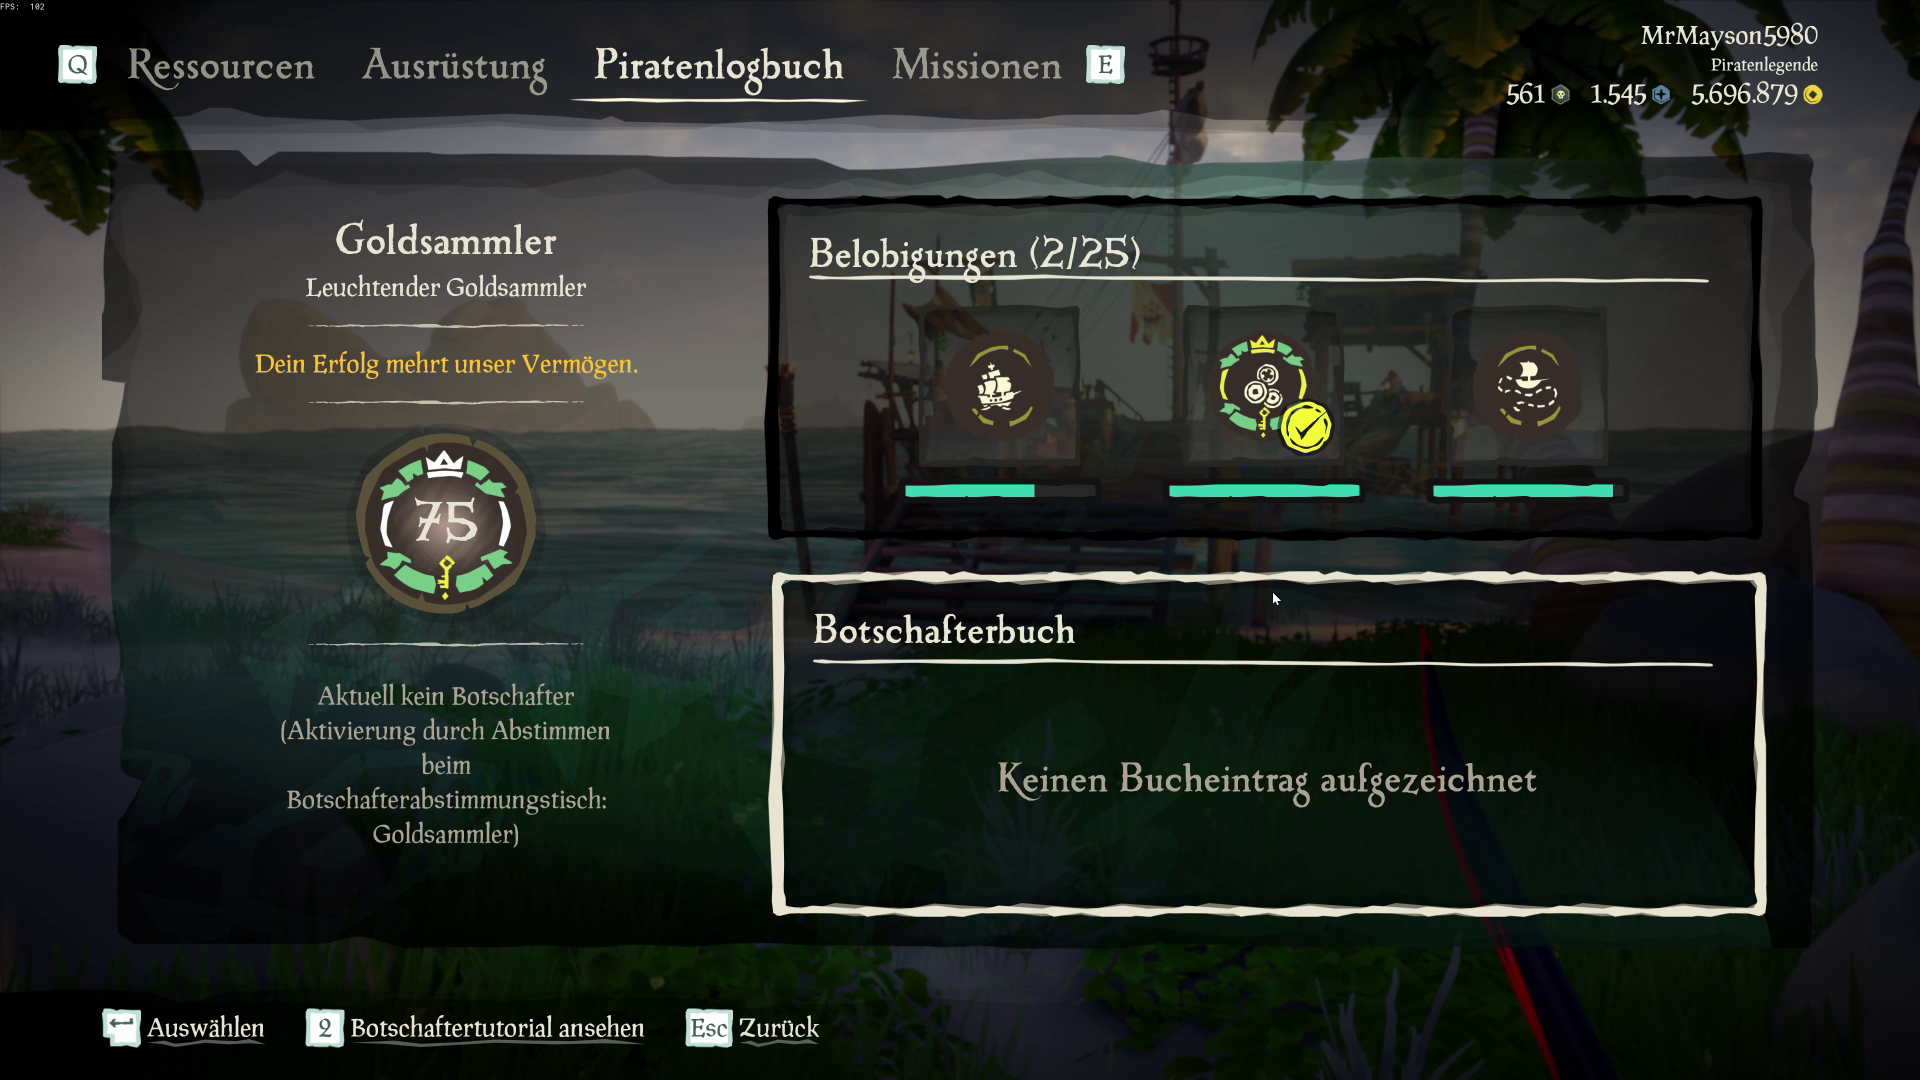 FPS: 102
Q Ressourcen Ausrüstung Piratenlogbuch Missionen E
MrMayson5980
Piratenlegende
561 1.545 5.696.879
Goldsammler
Leuchtender Goldsammler
Dein Erfolg mehrt unser Vermögen.
75
Aktuell kein Botschafter
(Aktivierung durch Abstimmen
beim
Botschafterabstimmungstisch:
Goldsammler)
Belobigungen (2/25)
Botschafterbuch
Keinen Bucheintrag aufgezeichnet
Auswählen 2 Botschaftertutorial ansehen Esc Zurück